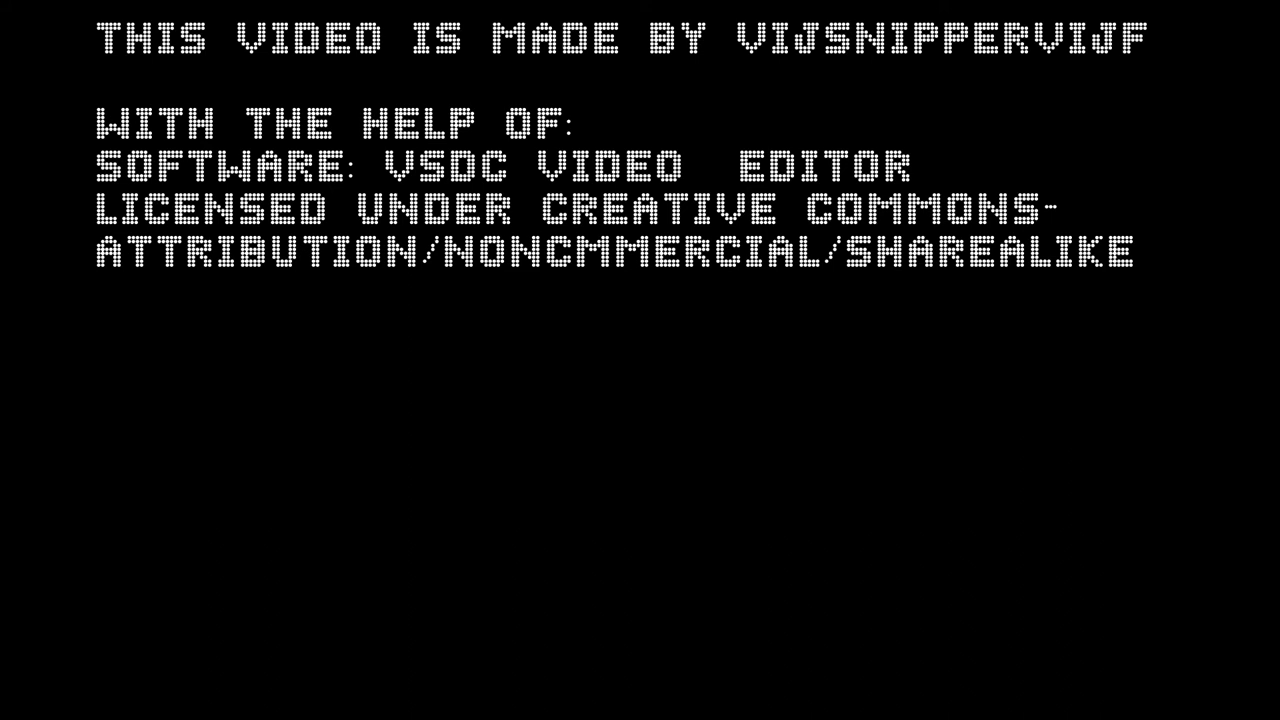 THIS VIDEO IS MADE BY VIJSNIPPERVIJF
WITH THE HELP OF:
SOFTWARE: VSDC VIDEO  EDITOR
LICENSED UNDER CREATIVE COMMONS-
ATTRIBUTION/NONCMMERCIAL/SHAREALIKE